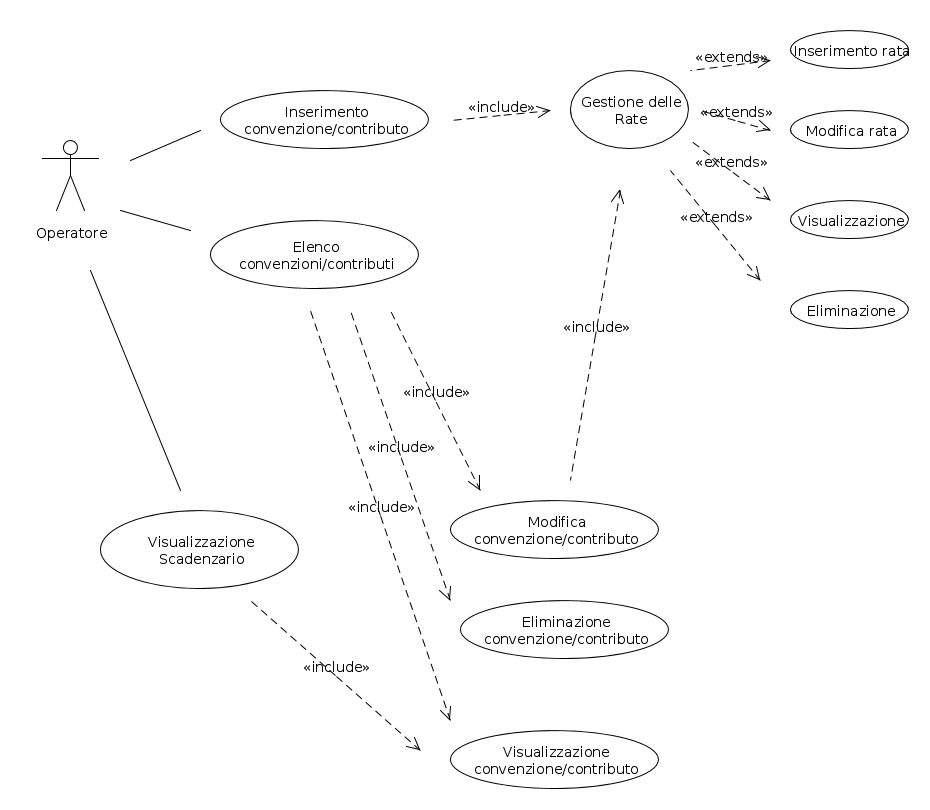 «extends»
Inserimento rata
Inserimento
convenzione/contributo
«include»
Gestione delle
Rate
«extends»
Modifica rata
«extends»
Operatore
«extends»
Visualizzazione
Elenco
convenzioni/contributi
Eliminazione
«include»
«include»
«include»
«include»
Visualizzazione
Scadenzario
Modifica
convenzione/contributo
Eliminazione
convenzione/contributo
«include»
Visualizzazione
convenzione/contributo